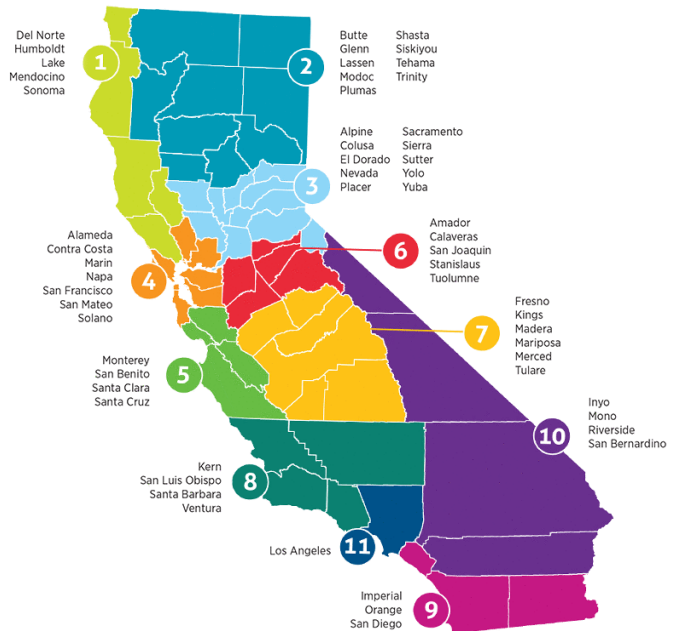 Del Norte
Humboldt
Lake
Mendocino
Sonoma
1
2
Butte Shasta
Glenn Siskiyou
Lassen Tehama
Modoc Trinity
Plumas
3
Alpine Sacramento
Colusa Sierra
El Dorado Sutter
Nevada Yolo
Placer Yuba
Alameda
Contra Costa
Marin
Napa
San Francisco
San Mateo
Solano
4
6
Amador
Calaveras
San Joaquin
Stanislaus
Tuolumne
7
Fresno
Kings
Madera
Mariposa
Merced
Tulare
Monterey
San Benito
Santa Clara
Santa Cruz
5
10
Inyo
Mono
Riverside
San Bernardino
Kern
San Luis Obispo
Santa Barbara
Ventura
8
Los Angeles
11
Imperial
Orange
San Diego
9